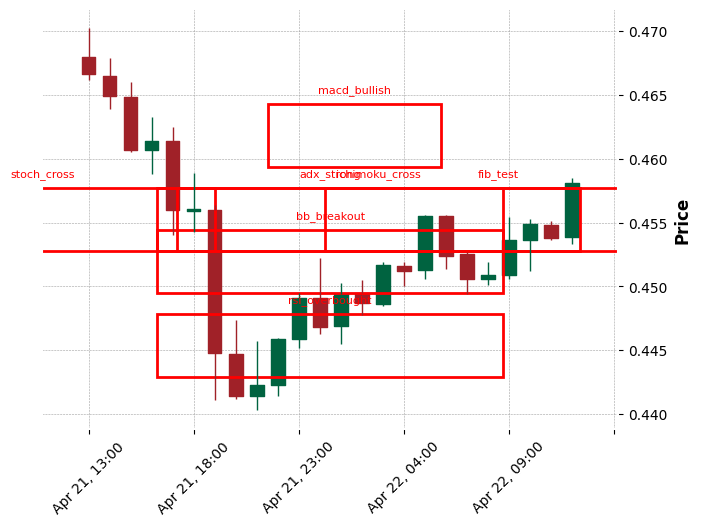 0.470
macd_bullish
0.465
0.460
stoch_cross
adx_strong
ichimoku_cross
fib_test
bb_breakout
0.455
Price
0.450
0.445
0.440
Apr 21, 13:00
Apr 21, 18:00
Apr 21, 23:00
Apr 22, 04:00
Apr 22, 09:00